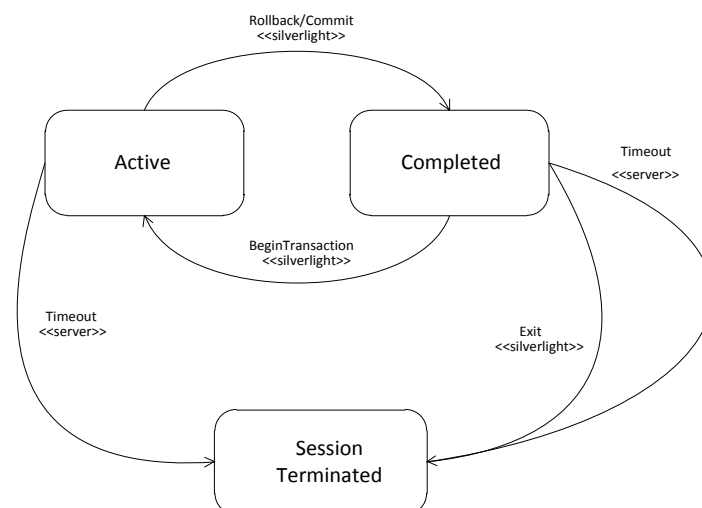 Rollback/Commit
<<silverlight>>
Active
Completed
Timeout
<<server>>
BeginTransaction
<<silverlight>>
Timeout
<<server>>
Exit
<<silverlight>>
Session
Terminated